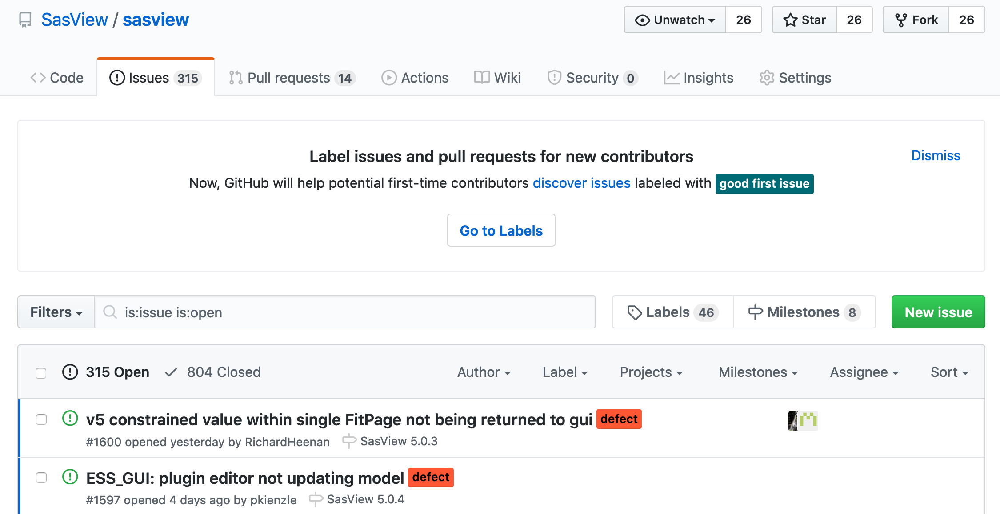 SasView / sasview
Unwatch 26 Star 26 Fork 26
Code Issues 315 Pull requests 14 Actions Wiki Security 0 Insights Settings
Label issues and pull requests for new contributors
Dismiss
Now, GitHub will help potential first-time contributors discover issues labeled with good first issue
Go to Labels
Filters is:issue is:open Labels 46 Milestones 8 New issue
315 Open 804 Closed Author Label Projects Milestones Assignee Sort
v5 constrained value within single FitPage not being returned to gui defect
#1600 opened yesterday by RichardHeenan SasView 5.0.3
ESS_GUI: plugin editor not updating model defect
#1597 opened 4 days ago by pkienzle SasView 5.0.4